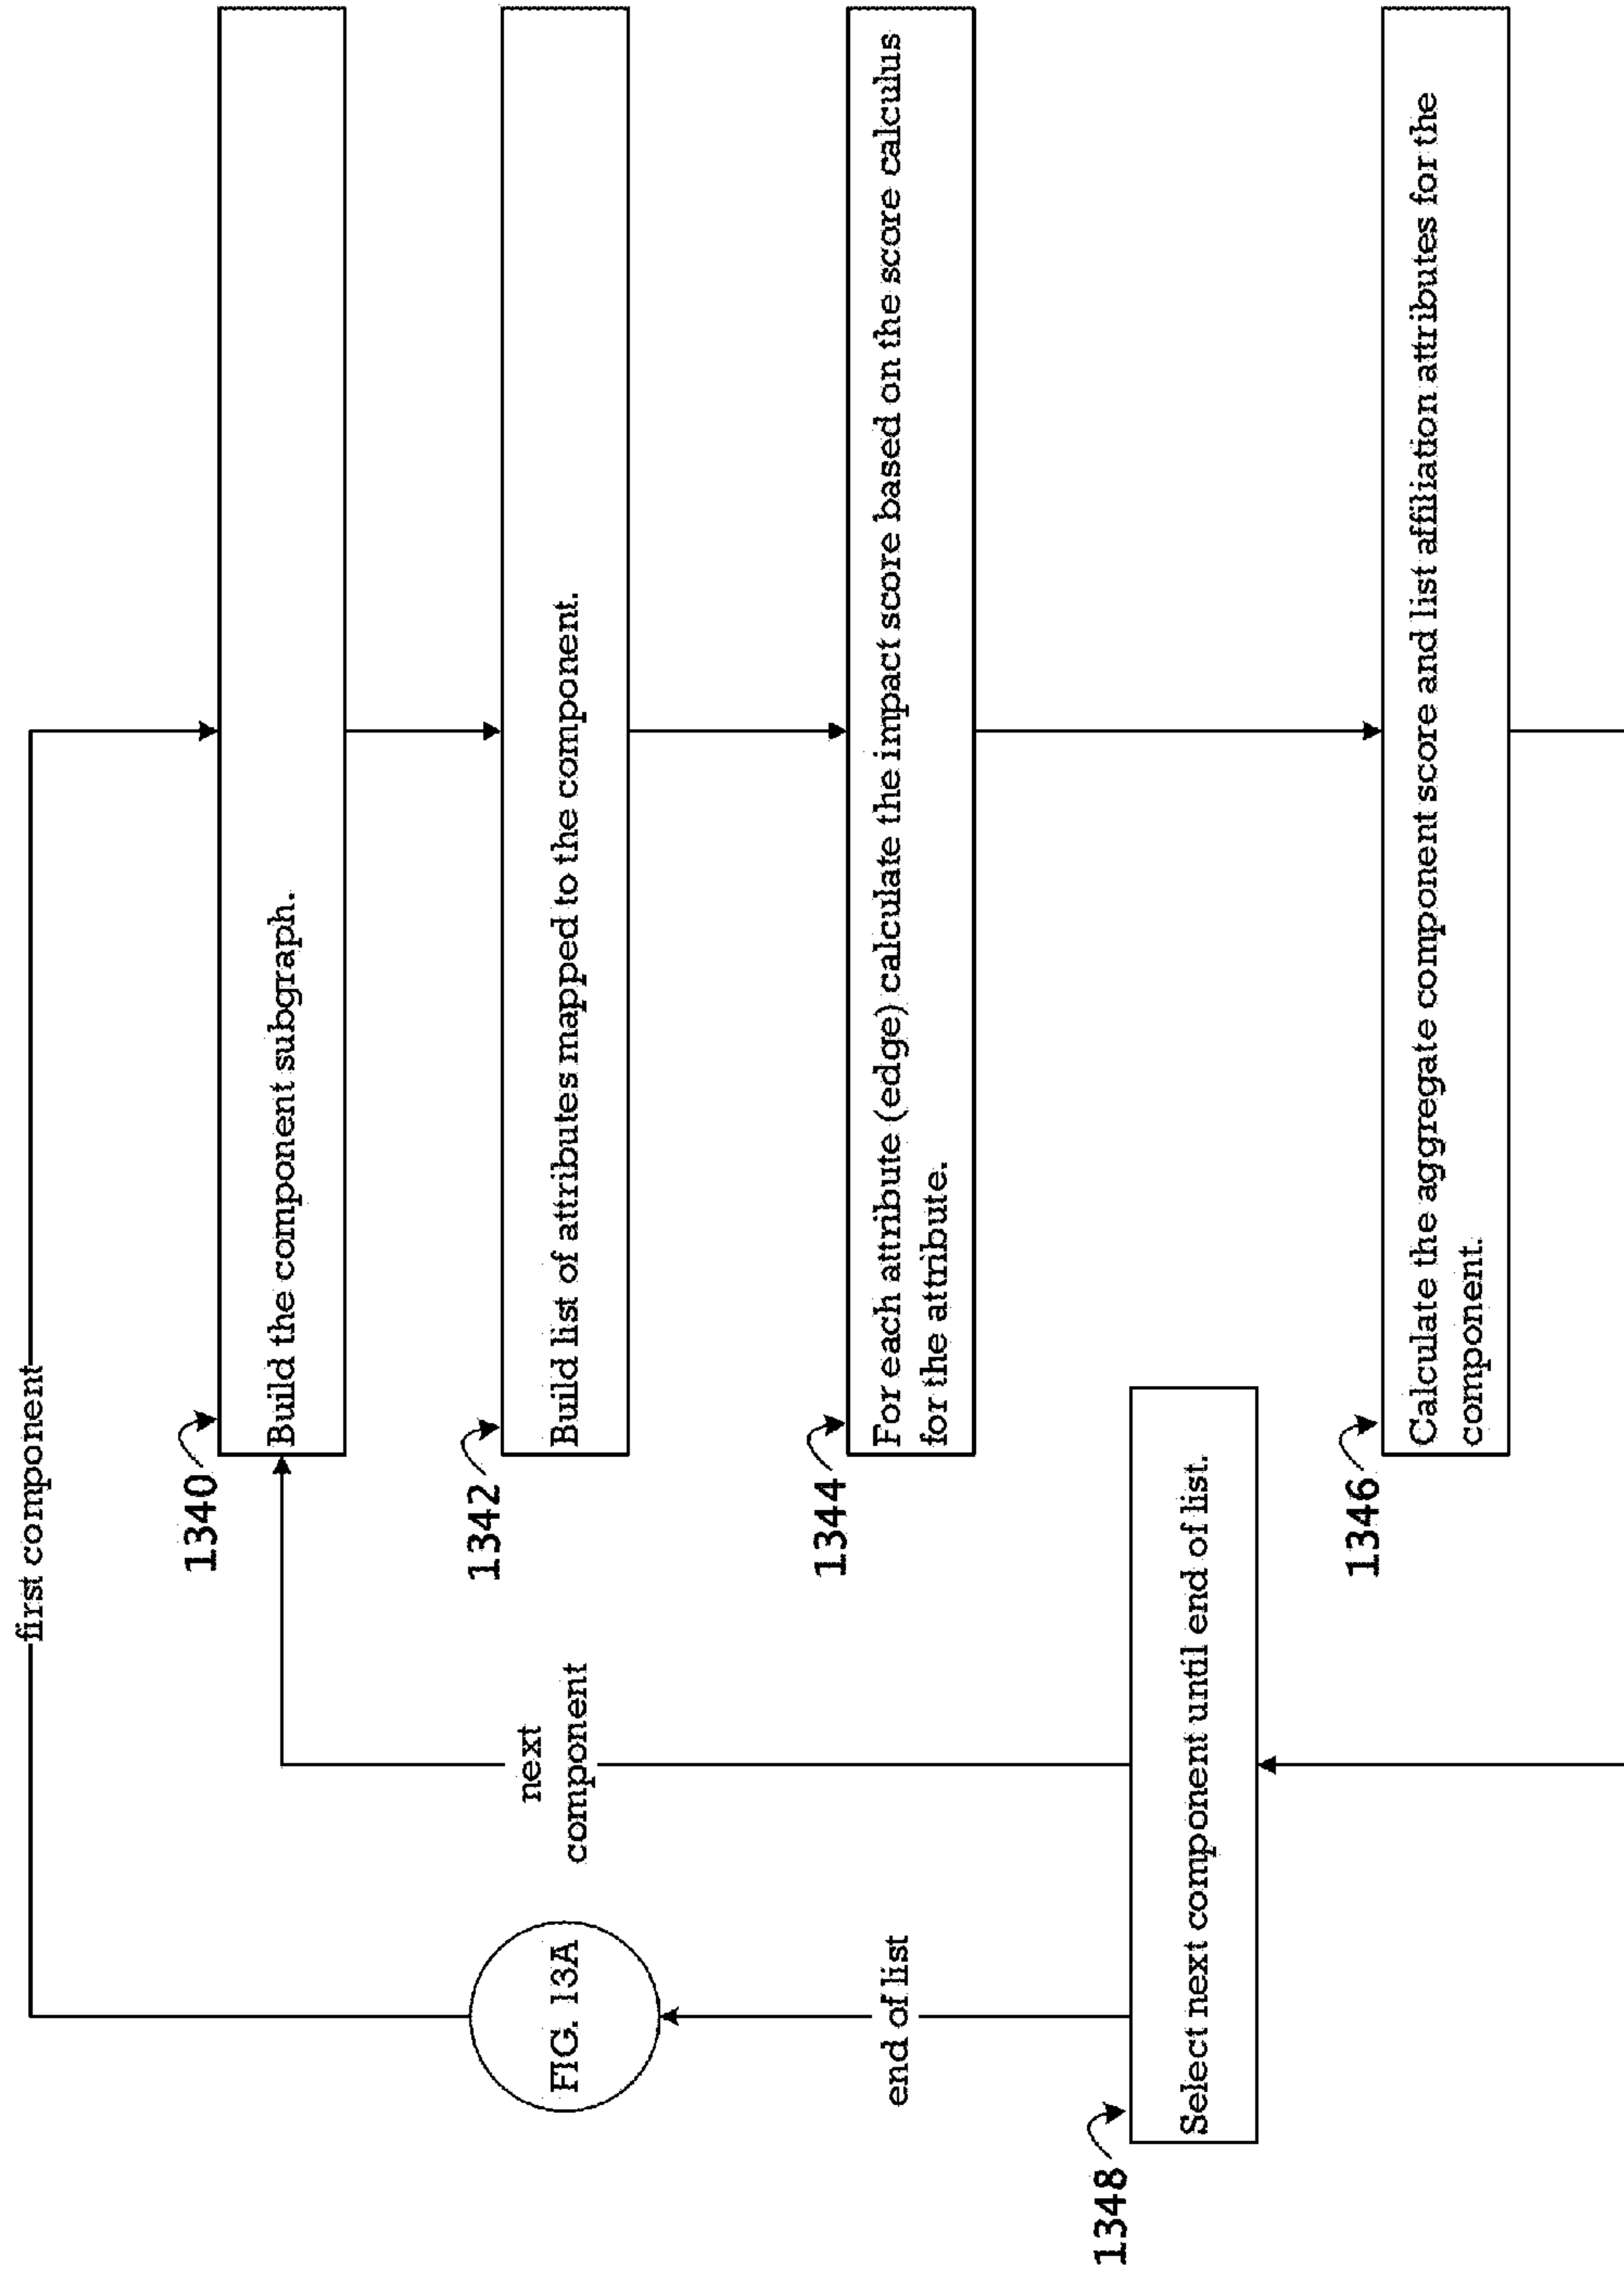 first component
1340
Build the component subgraph.
1342
Build list of attributes mapped to the component.
1344
For each attribute (edge) calculate the impact score based on the score calculus
for the attribute.
1346
Calculate the aggregate component score and list affiliation attributes for the
component.
next
component
FIG. 13A
end of list
1348
Select next component until end of list.